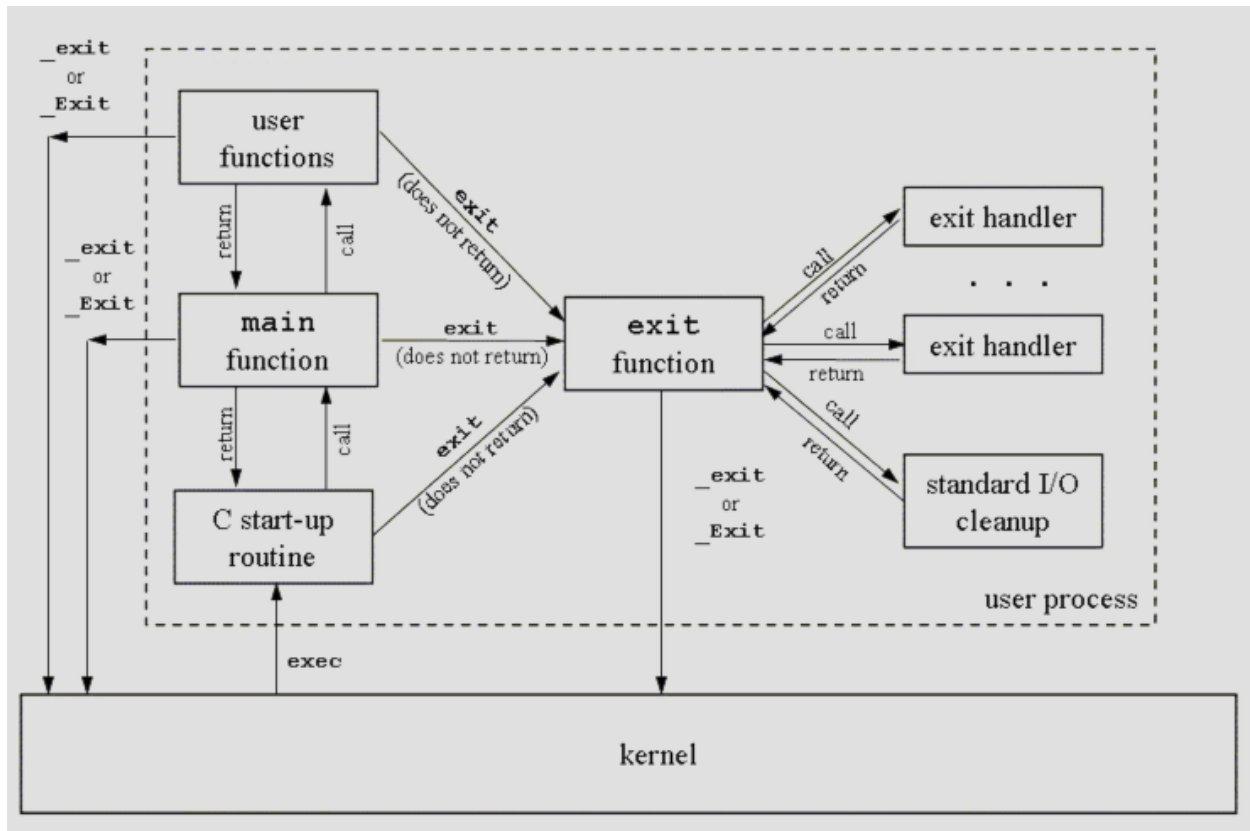 _exit
or
_Exit
user
functions
exit
(does not return)
return
call
_exit
or
_Exit
main
function
exit
(does not return)
exit
function
call
return
exit handler
. . .
call
return
exit handler
return
call
exit
(does not return)
call
return
C start-up
routine
_exit
or
_Exit
standard I/O
cleanup
user process
exec
kernel